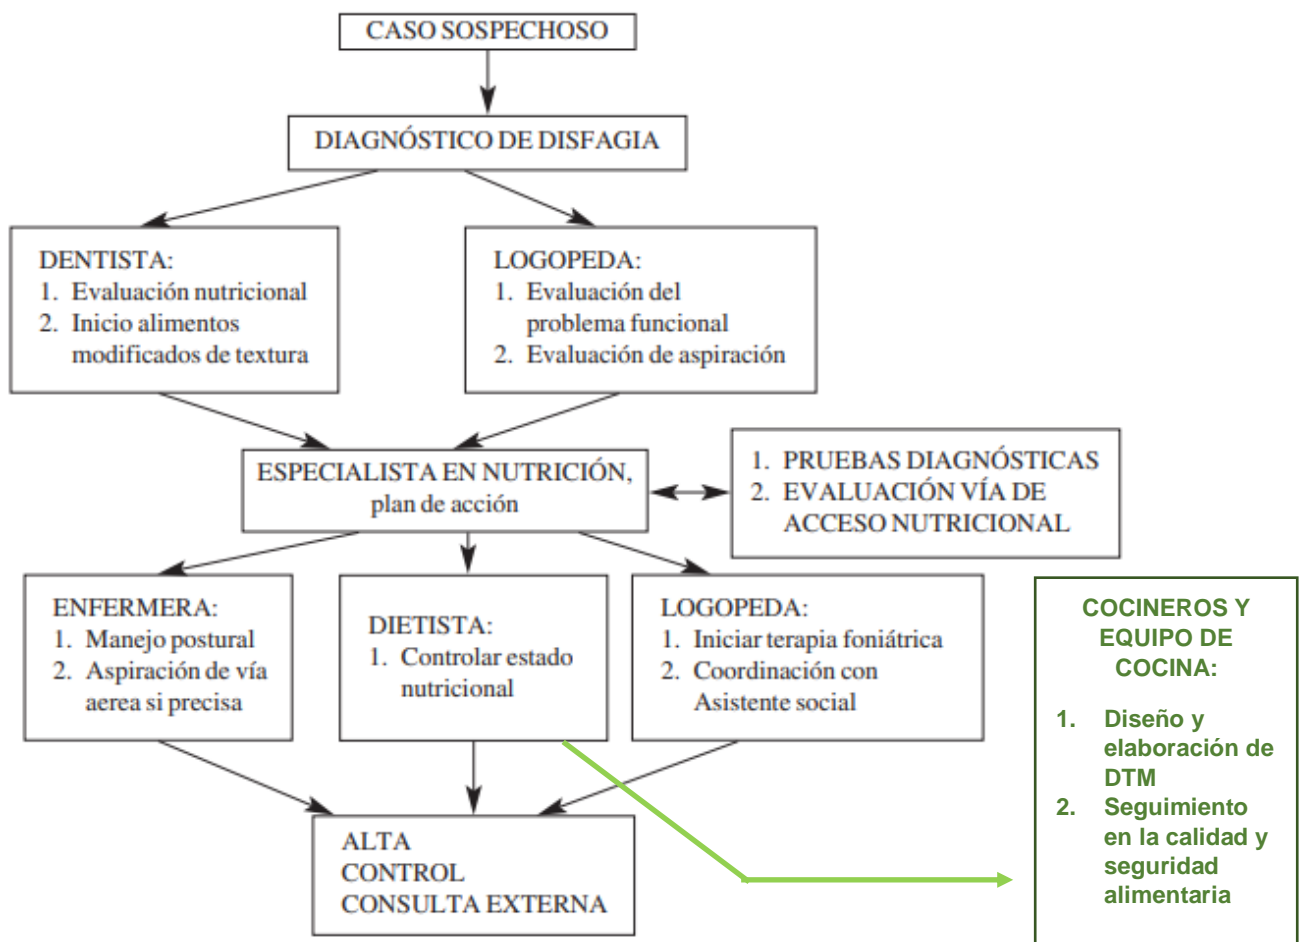 CASO SOSPECHOSO
DIAGNÓSTICO DE DISFAGIA
DENTISTA:
1. Evaluación nutricional
2. Inicio alimentos
modificados de textura
LOGOPEDA:
1. Evaluación del
problema funcional
2. Evaluación de aspiración
ESPECIALISTA EN NUTRICIÓN,
plan de acción
1. PRUEBAS DIAGNÓSTICAS
2. EVALUACIÓN VÍA DE
ACCESO NUTRICIONAL
ENFERMERA:
1. Manejo postural
2. Aspiración de vía
aerea si precisa
DIETISTA:
1. Controlar estado
nutricional
LOGOPEDA:
1. Iniciar terapia foniátrica
2. Coordinación con
Asistente social
COCINEROS Y
EQUIPO DE
COCINA:
1. Diseño y
elaboración de
DTM
2. Seguimiento
en la calidad y
seguridad
alimentaria
ALTA
CONTROL
CONSULTA EXTERNA